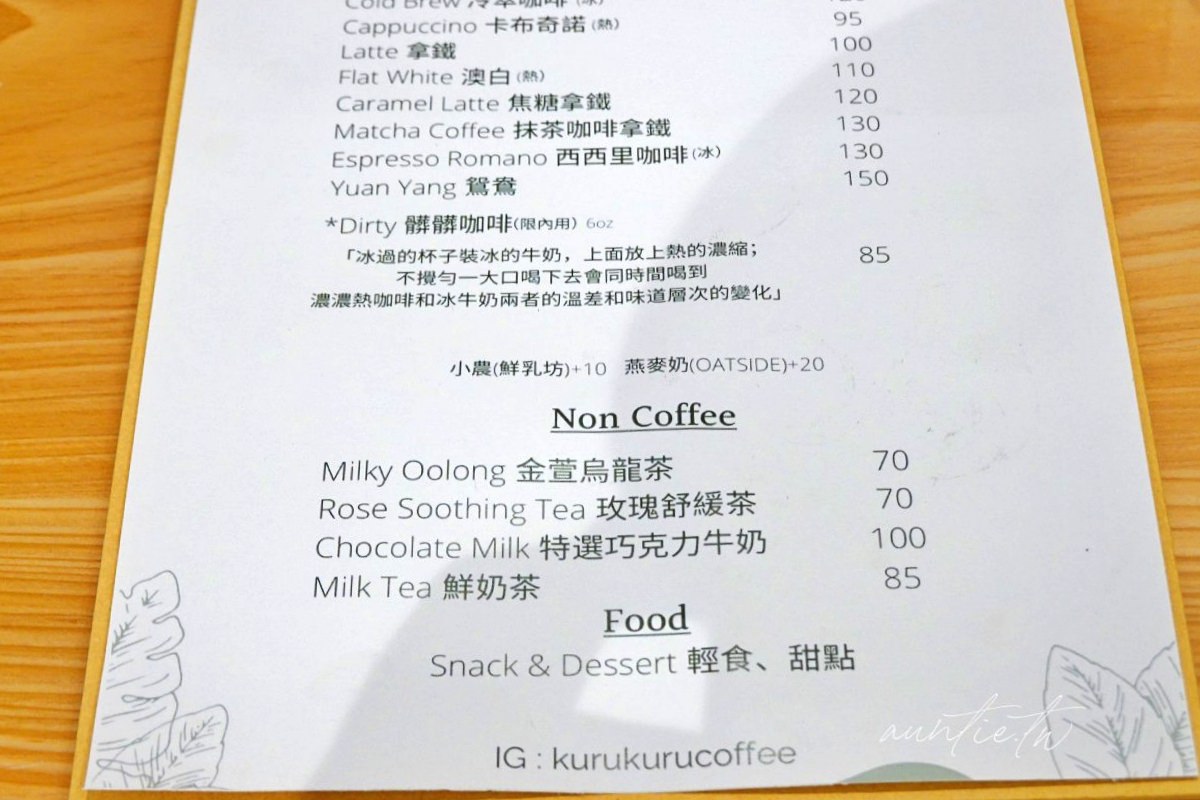 Cold Brew 冷萃咖啡 (冰) 120
Cappuccino 卡布奇諾 (熱) 95
Latte 拿鐵 100
Flat White 澳白 (熱) 110
Caramel Latte 焦糖拿鐵 120
Matcha Coffee 抹茶咖啡拿鐵 130
Espresso Romano 西西里咖啡 (冰) 130
Yuan Yang 鴛鴦 150
*Dirty 髒髒咖啡(限內用) 6oz
「冰過的杯子裝冰的牛奶，上面放上熱的濃縮； 85
不攪勻一大口喝下去會同時間喝到
濃濃熱咖啡和冰牛奶兩者的溫差和味道層次的變化」
小農(鮮乳坊)+10 燕麥奶(OATSIDE)+20
Non Coffee
Milky Oolong 金萱烏龍茶 70
Rose Soothing Tea 玫瑰舒緩茶 70
Chocolate Milk 特選巧克力牛奶 100
Milk Tea 鮮奶茶 85
Food
Snack & Dessert 輕食、甜點
auntie.tw
IG : kurukurucoffee